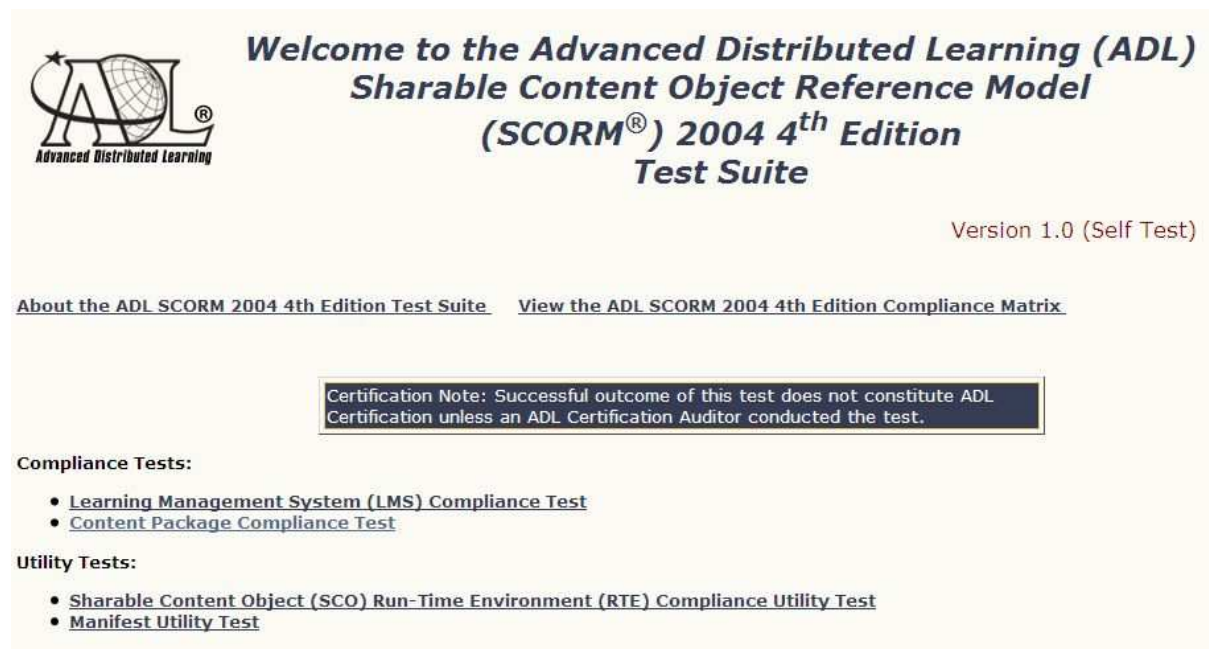 Welcome to the Advanced Distributed Learning (ADL)
Sharable Content Object Reference Model
(SCORM®) 2004 4th Edition
Test Suite
ADL®
Advanced Distributed Learning
Version 1.0 (Self Test)
About the ADL SCORM 2004 4th Edition Test Suite View the ADL SCORM 2004 4th Edition Compliance Matrix
Certification Note: Successful outcome of this test does not constitute ADL
Certification unless an ADL Certification Auditor conducted the test.
Compliance Tests:
• Learning Management System (LMS) Compliance Test
• Content Package Compliance Test
Utility Tests:
• Sharable Content Object (SCO) Run-Time Environment (RTE) Compliance Utility Test
• Manifest Utility Test